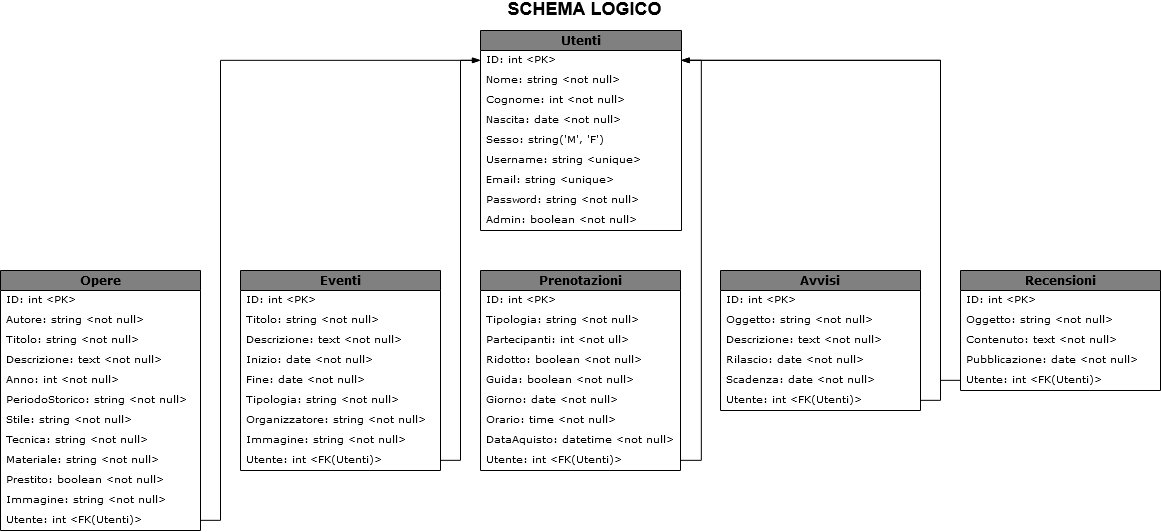 SCHEMA LOGICO
Utenti
ID: int <PK>
Nome: string <not null>
Cognome: int <not null>
Nascita: date <not null>
Sesso: string('M', 'F')
Username: string <unique>
Email: string <unique>
Password: string <not null>
Admin: boolean <not null>
Opere
ID: int <PK>
Autore: string <not null>
Titolo: string <not null>
Descrizione: text <not null>
Anno: int <not null>
PeriodoStorico: string <not null>
Stile: string <not null>
Tecnica: string <not null>
Materiale: string <not null>
Prestito: boolean <not null>
Immagine: string <not null>
Utente: int <FK(Utenti)>
Eventi
ID: int <PK>
Titolo: string <not null>
Descrizione: text <not null>
Inizio: date <not null>
Fine: date <not null>
Tipologia: string <not null>
Organizzatore: string <not null>
Immagine: string <not null>
Utente: int <FK(Utenti)>
Prenotazioni
ID: int <PK>
Tipologia: string <not null>
Partecipanti: int <not ull>
Ridotto: boolean <not null>
Guida: boolean <not null>
Giorno: date <not null>
Orario: time <not null>
DataAquisto: datetime <not null>
Utente: int <FK(Utenti)>
Avvisi
ID: int <PK>
Oggetto: string <not null>
Descrizione: text <not null>
Rilascio: date <not null>
Scadenza: date <not null>
Utente: int <FK(Utenti)>
Recensioni
ID: int <PK>
Oggetto: string <not null>
Contenuto: text <not null>
Pubblicazione: date <not null>
Utente: int <FK(Utenti)>